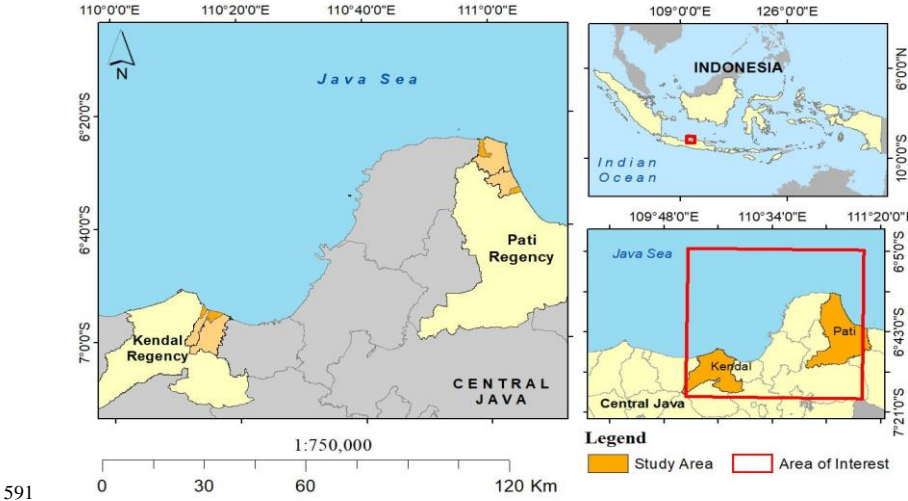 110°0'0"E 110°20'0"E 110°40'0"E 111°0'0"E
N
Java Sea
6°20'0"S
6°40'0"S
7°0'0"S
Pati
Regency
Kendal
Regency
CENTRAL
JAVA
1:750,000
0 30 60 120 Km
109°0'0"E 126°0'0"E
INDONESIA
6°0'0"N
10°0'0"S
Indian
Ocean
109°48'0"E 110°34'0"E 111°20'0"E
Java Sea
6°5'0"S
6°43'0"S
7°21'0"S
Pati
Kendal
Central Java
Legend
Study Area Area of Interest
591